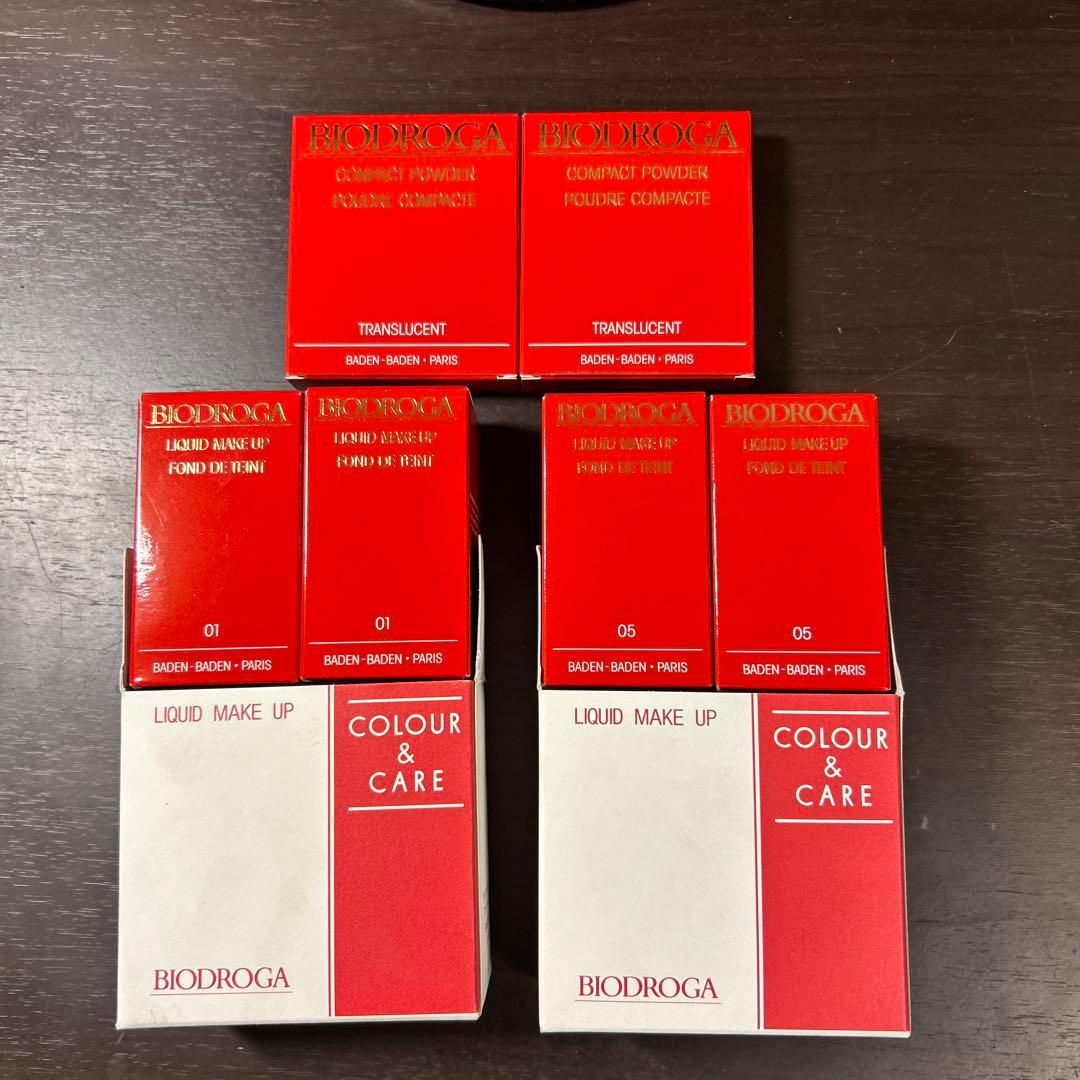 BIODROGA
COMPACT POWDER
POUDRE COMPACTE
TRANSLUCENT
BADEN-BADEN • PARIS
BIODROGA
COMPACT POWDER
POUDRE COMPACTE
TRANSLUCENT
BADEN-BADEN • PARIS
BIODROGA
LIQUID MAKE UP
FOND DE TEINT
01
BADEN-BADEN • PARIS
BIODROGA
LIQUID MAKE UP
FOND DE TEINT
01
BADEN-BADEN • PARIS
BIODROGA
LIQUID MAKE UP
FOND DE TEINT
05
BADEN-BADEN • PARIS
BIODROGA
LIQUID MAKE UP
FOND DE TEINT
05
BADEN-BADEN • PARIS
LIQUID MAKE UP
COLOUR
&
CARE
BIODROGA
LIQUID MAKE UP
COLOUR
&
CARE
BIODROGA